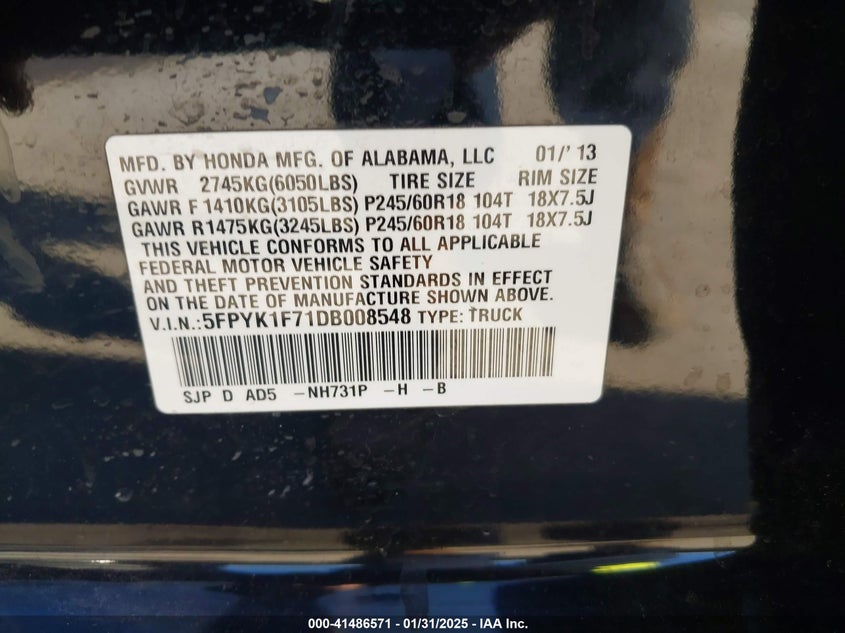 MFD. BY HONDA MFG. OF ALABAMA, LLC 01/' 13
GVWR 2745KG(6050LBS) TIRE SIZE RIM SIZE
GAWR F 1410KG(3105LBS) P245/60R18 104T 18X7.5J
GAWR R1475KG(3245LBS) P245/60R18 104T 18X7.5J
THIS VEHICLE CONFORMS TO ALL APPLICABLE
FEDERAL MOTOR VEHICLE SAFETY
AND THEFT PREVENTION STANDARDS IN EFFECT
ON THE DATE OF MANUFACTURE SHOWN ABOVE.
V.I.N.:5FPYK1F71DB008548 TYPE: TRUCK
SJP D AD5 -NH731P -H -B
000-41486571 - 01/31/2025 - IAA Inc.